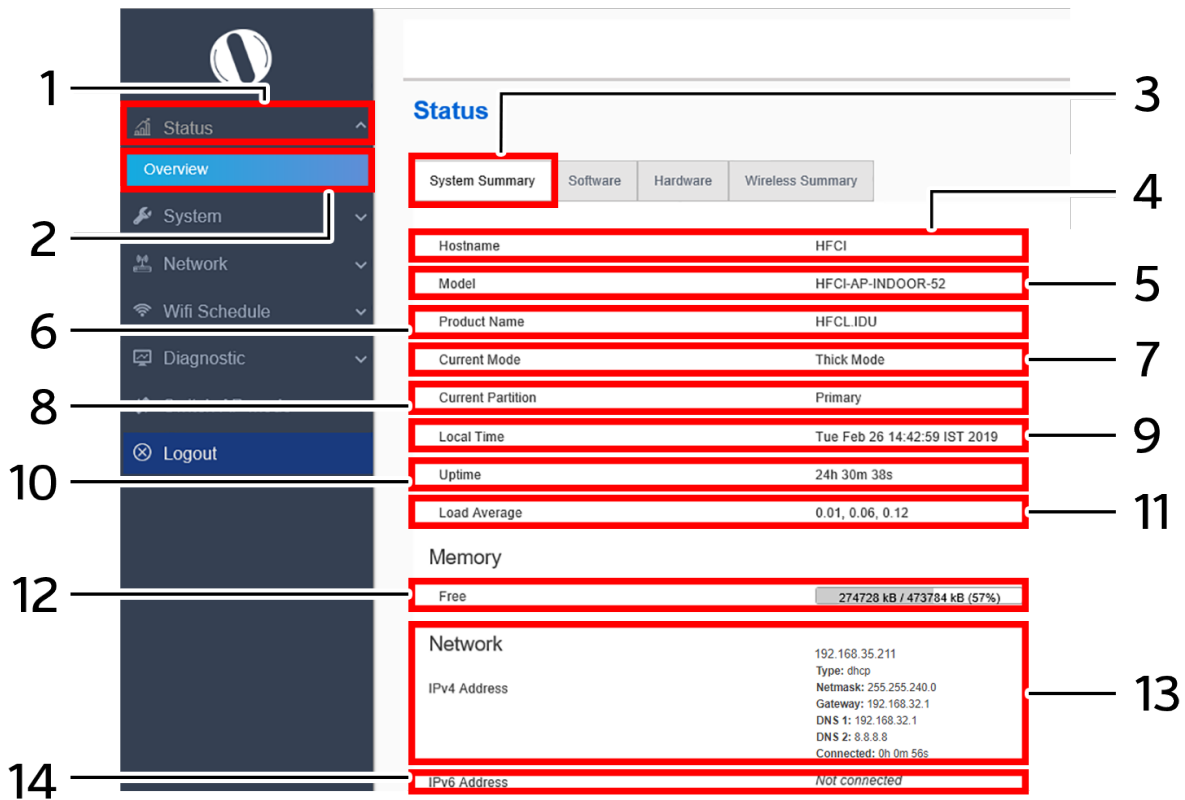 1
Status
Overview
2
System
Network
Wifi Schedule
Diagnostic
Logout
Status
3
System Summary Software Hardware Wireless Summary
4
Hostname HFCI
Model HFCI-AP-INDOOR-52
5
6
Product Name HFCL.IDU
Current Mode Thick Mode
7
8
Current Partition Primary
Local Time Tue Feb 26 14:42:59 IST 2019
9
10
Uptime 24h 30m 38s
Load Average 0.01, 0.06, 0.12
11
Memory
12
Free 274728 kB / 473784 kB (57%)
Network
IPv4 Address
192.168.35.211
Type: dhcp
Netmask: 255.255.240.0
Gateway: 192.168.32.1
DNS 1: 192.168.32.1
DNS 2: 8.8.8.8
Connected: 0h 0m 56s
13
14
IPv6 Address Not connected